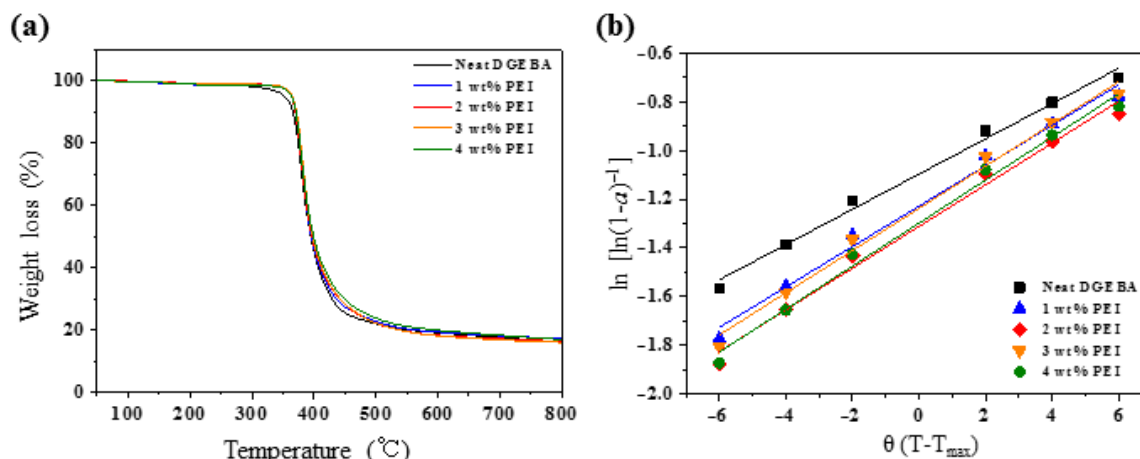 (a)
Neat DGEBA
1 wt% PEI
2 wt% PEI
3 wt% PEI
4 wt% PEI
100
80
60
40
20
0
Weight loss (%)
100 200 300 400 500 600 700 800
Temperature (℃)
(b)
−0.6
−0.8
−1.0
−1.2
−1.4
−1.6
−1.8
−2.0
ln [ln(1-a)⁻¹]
Neat DGEBA
1 wt% PEI
2 wt% PEI
3 wt% PEI
4 wt% PEI
−6 −4 −2 0 2 4 6
θ (T-Tmax)